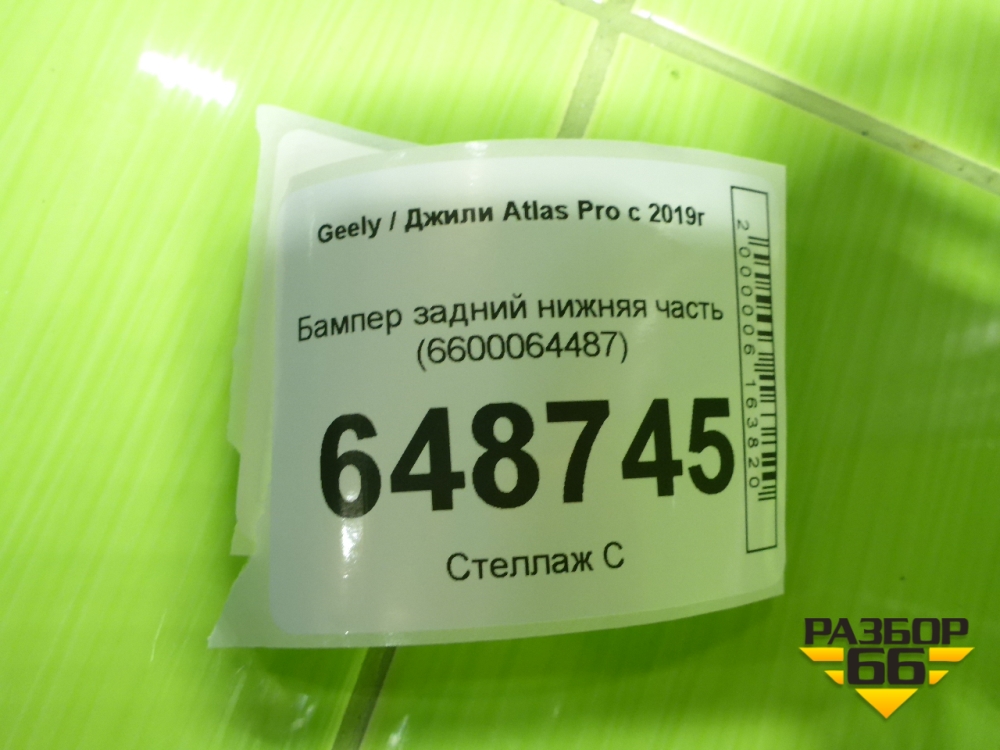 Geely / Джили Atlas Pro с 2019г
Бампер задний нижняя часть
(6600064487)
648745
Стеллаж С
2000006163820
РАЗБОР
66